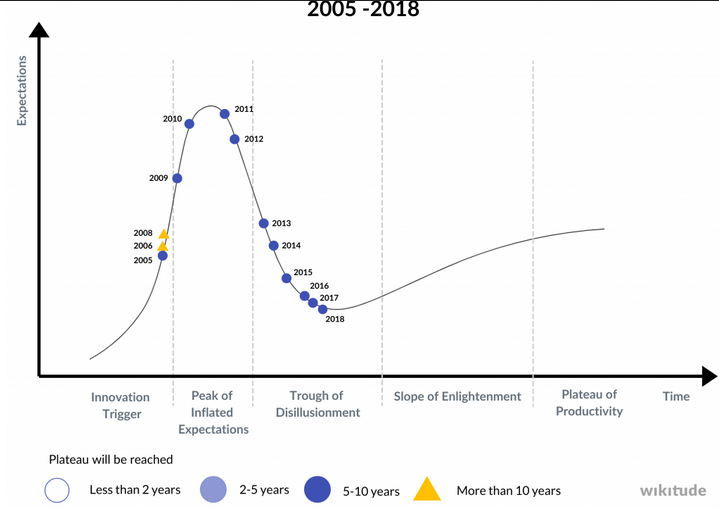 2005 -2018
Expectations
2010
2011
2012
2009
2008
2006
2005
2013
2014
2015
2016
2017
2018
Innovation
Trigger
Peak of
Inflated
Expectations
Trough of
Disillusionment
Slope of Enlightenment
Plateau of
Productivity
Time
Plateau will be reached
Less than 2 years
2-5 years
5-10 years
More than 10 years
wikitude